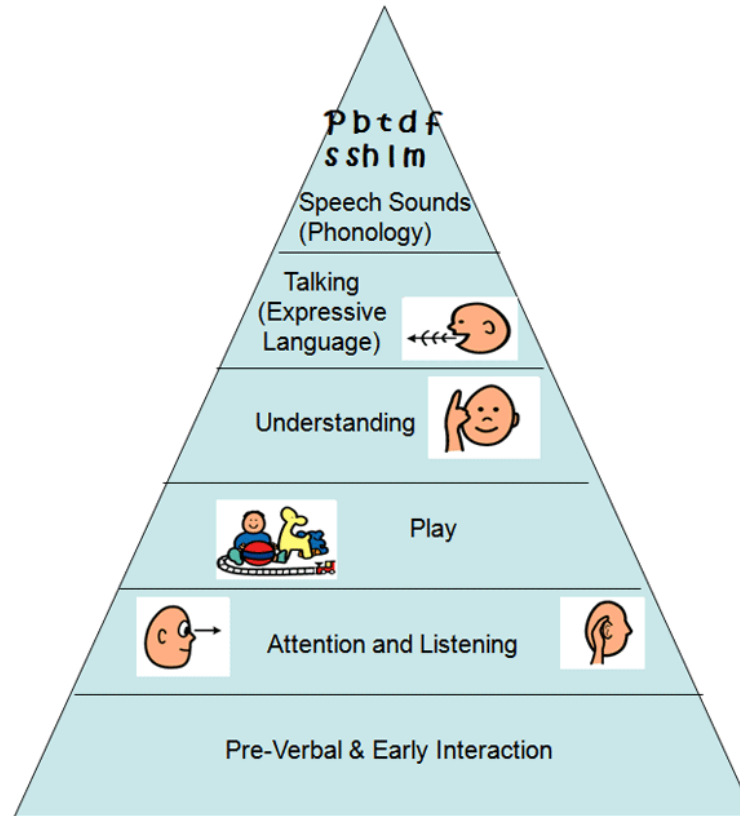 P b t d f
s sh l m
Speech Sounds
(Phonology)
Talking
(Expressive
Language)
Understanding
Play
Attention and Listening
Pre-Verbal & Early Interaction